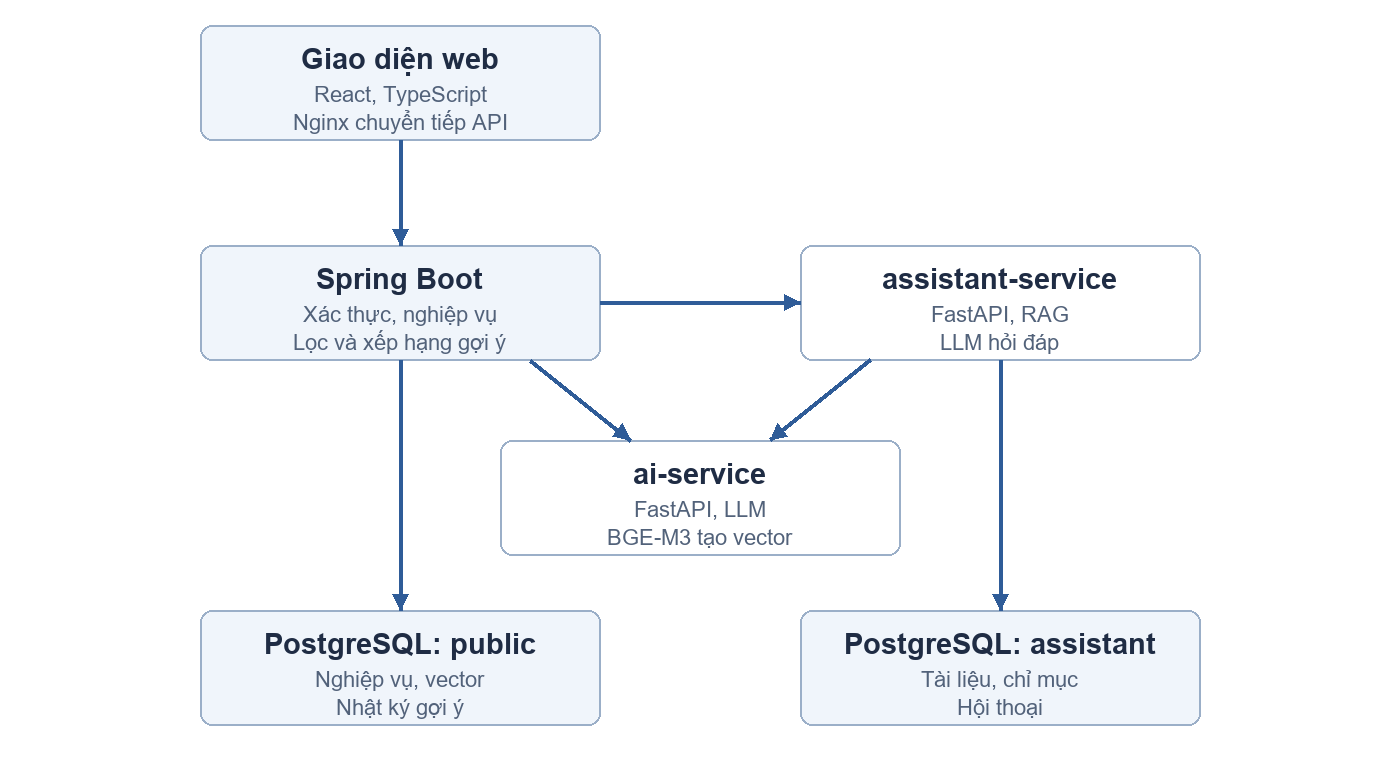 Giao diện web
React, TypeScript
Nginx chuyển tiếp API
Spring Boot
Xác thực, nghiệp vụ
Lọc và xếp hạng gợi ý
assistant-service
FastAPI, RAG
LLM hỏi đáp
ai-service
FastAPI, LLM
BGE-M3 tạo vector
PostgreSQL: public
Nghiệp vụ, vector
Nhật ký gợi ý
PostgreSQL: assistant
Tài liệu, chỉ mục
Hội thoại